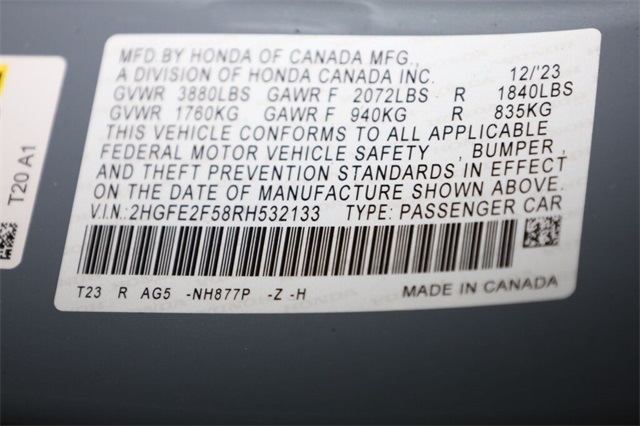 MFD.BY HONDA OF CANADA MFG.,
A DIVISION OF HONDA CANADA INC. 12/'23
GVWR 3880LBS GAWR F 2072LBS R 1840LBS
GVWR 1760KG GAWR F 940KG R 835KG
THIS VEHICLE CONFORMS TO ALL APPLICABLE
FEDERAL MOTOR VEHICLE SAFETY , BUMPER ,
AND THEFT PREVENTION STANDARDS IN EFFECT
ON THE DATE OF MANUFACTURE SHOWN ABOVE.
V.I.N.:2HGFE2F58RH532133 TYPE: PASSENGER CAR
T23 R AG5 -NH877P -Z -H MADE IN CANADA
T20 A1